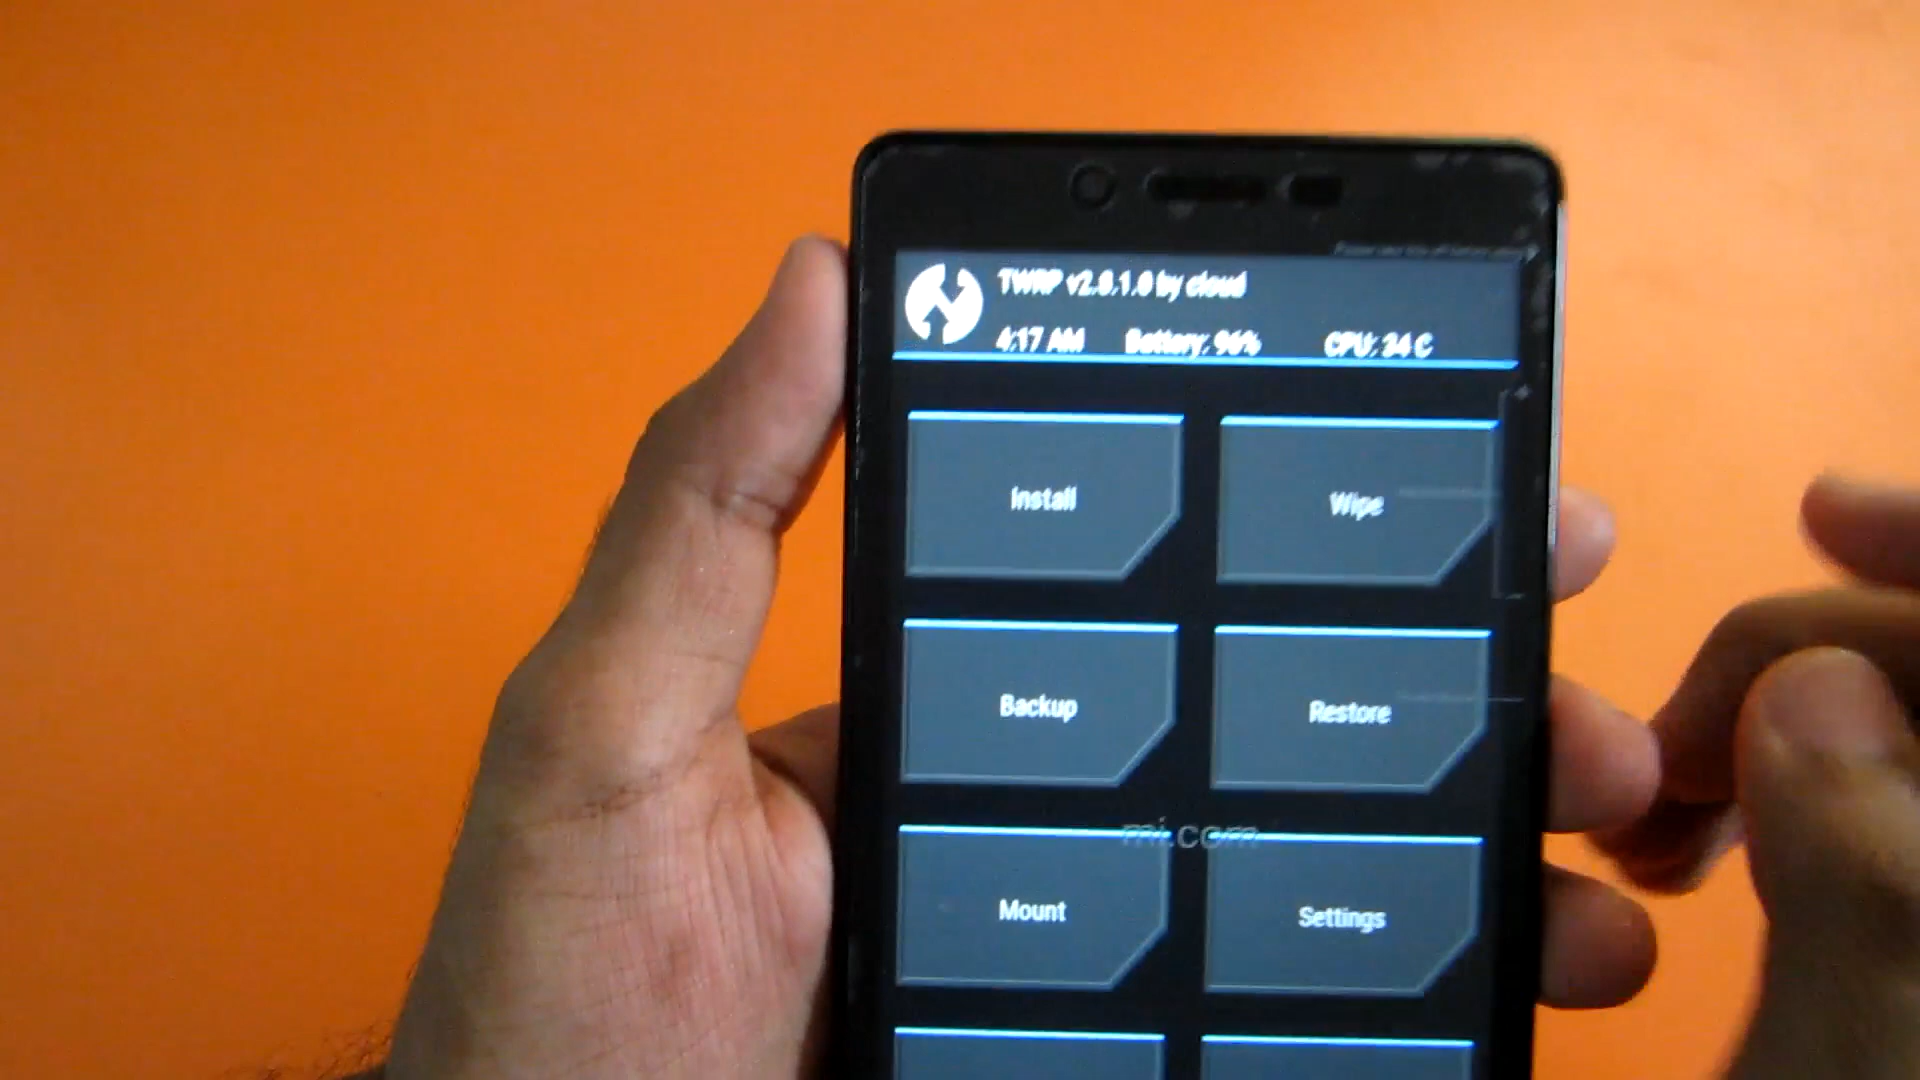 TWRP v2.8.1.0 by cloud
4:17 AM Battery: 96% CPU: 34 C
Install Wipe
Backup Restore
mi.com
Mount Settings